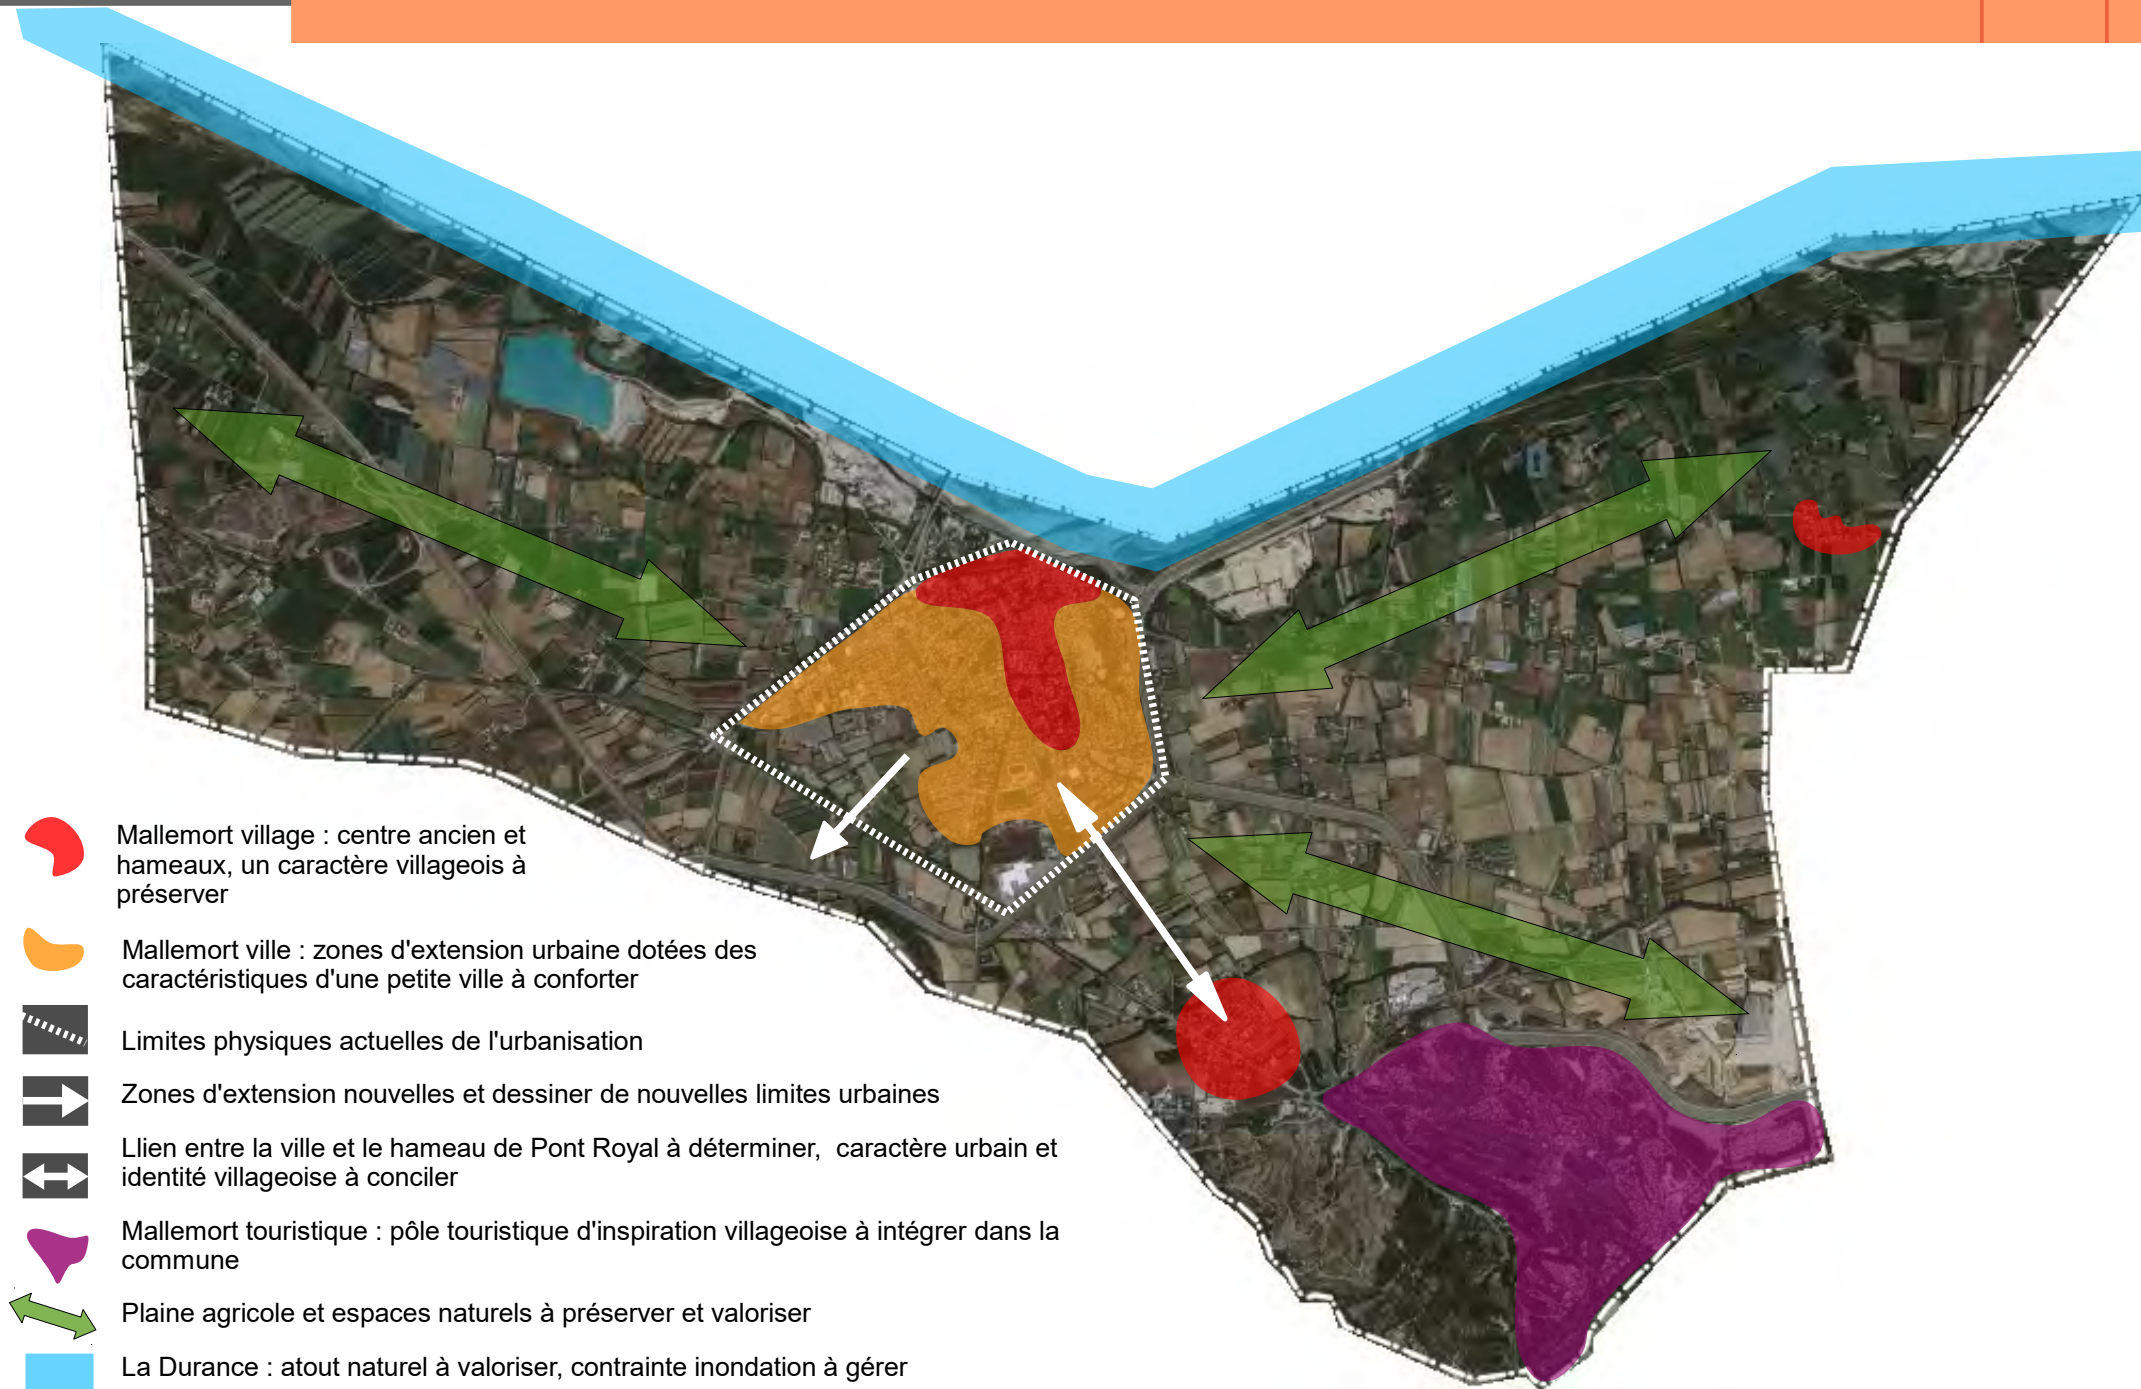 Mallemort village : centre ancien et
hameaux, un caractère villageois à
préserver
Mallemort ville : zones d'extension urbaine dotées des
caractéristiques d'une petite ville à conforter
Limites physiques actuelles de l'urbanisation
Zones d'extension nouvelles et dessiner de nouvelles limites urbaines
Llien entre la ville et le hameau de Pont Royal à déterminer,  caractère urbain et
identité villageoise à conciler
Mallemort touristique : pôle touristique d'inspiration villageoise à intégrer dans la
commune
Plaine agricole et espaces naturels à préserver et valoriser
La Durance : atout naturel à valoriser, contrainte inondation à gérer